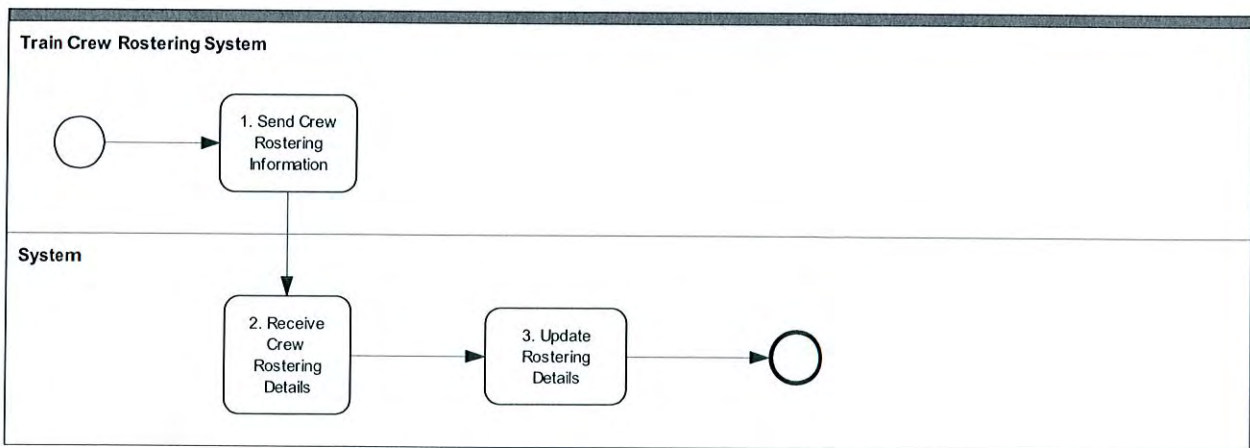 Train Crew Rostering System
1. Send Crew
Rostering
Information
System
2. Receive
Crew
Rostering
Details
3. Update
Rostering
Details